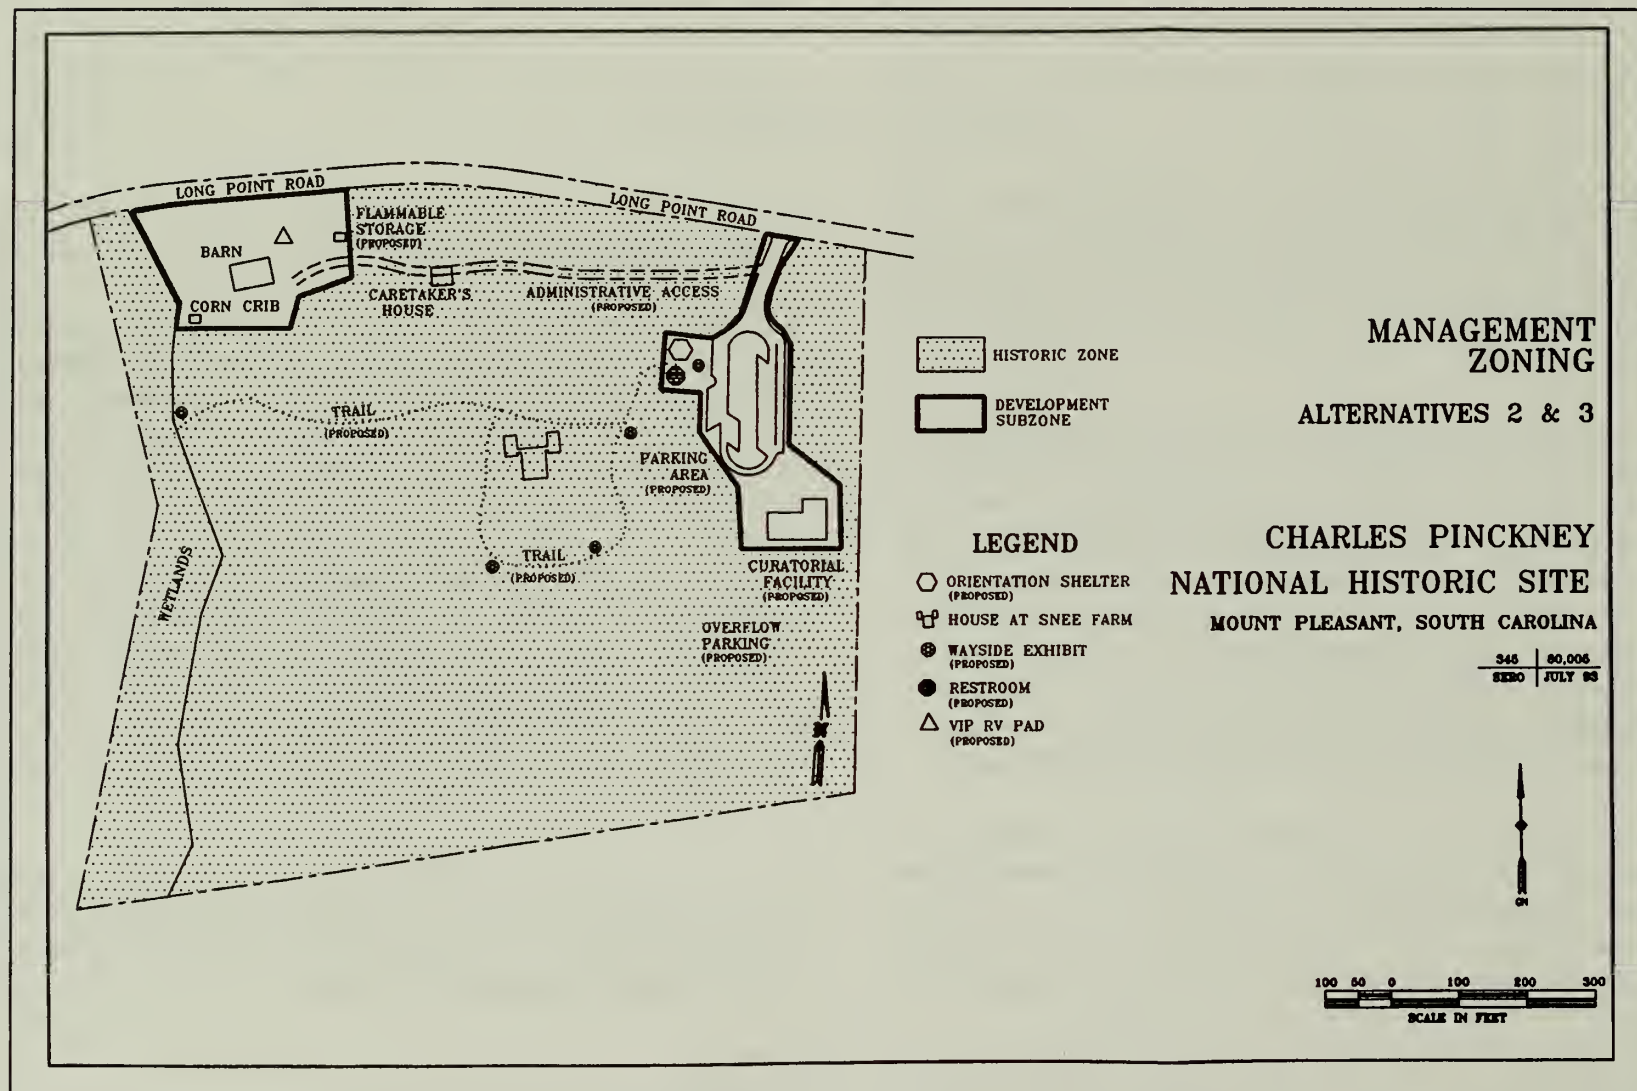 LONG POINT ROAD
LONG POINT ROAD
FLAMMABLE
STORAGE
(PROPOSED)
BARN
CORN CRIB
CARETAKER'S
HOUSE
ADMINISTRATIVE ACCESS
(PROPOSED)
TRAIL
(PROPOSED)
PARKING
AREA
(PROPOSED)
TRAIL
(PROPOSED)
WETLANDS
CURATORIAL
FACILITY
(PROPOSED)
OVERFLOW
PARKING
(PROPOSED)
N
HISTORIC ZONE
DEVELOPMENT
SUBZONE
LEGEND
ORIENTATION SHELTER
(PROPOSED)
HOUSE AT SNEE FARM
WAYSIDE EXHIBIT
(PROPOSED)
RESTROOM
(PROPOSED)
VIP RV PAD
(PROPOSED)
MANAGEMENT
ZONING
ALTERNATIVES 2 & 3
CHARLES PINCKNEY
NATIONAL HISTORIC SITE
MOUNT PLEASANT, SOUTH CAROLINA
345 80,005
SERO JULY 93
GN
100 50 0 100 200 300
SCALE IN FEET